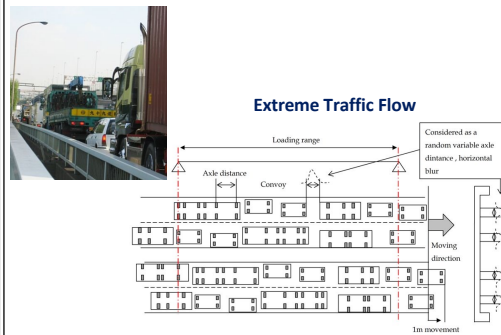 Extreme Traffic Flow
Considered as a
random variable axle
dintance , horizontal
blur
Loading range
Axle distance
Convoy
Moving
direction
1m movement